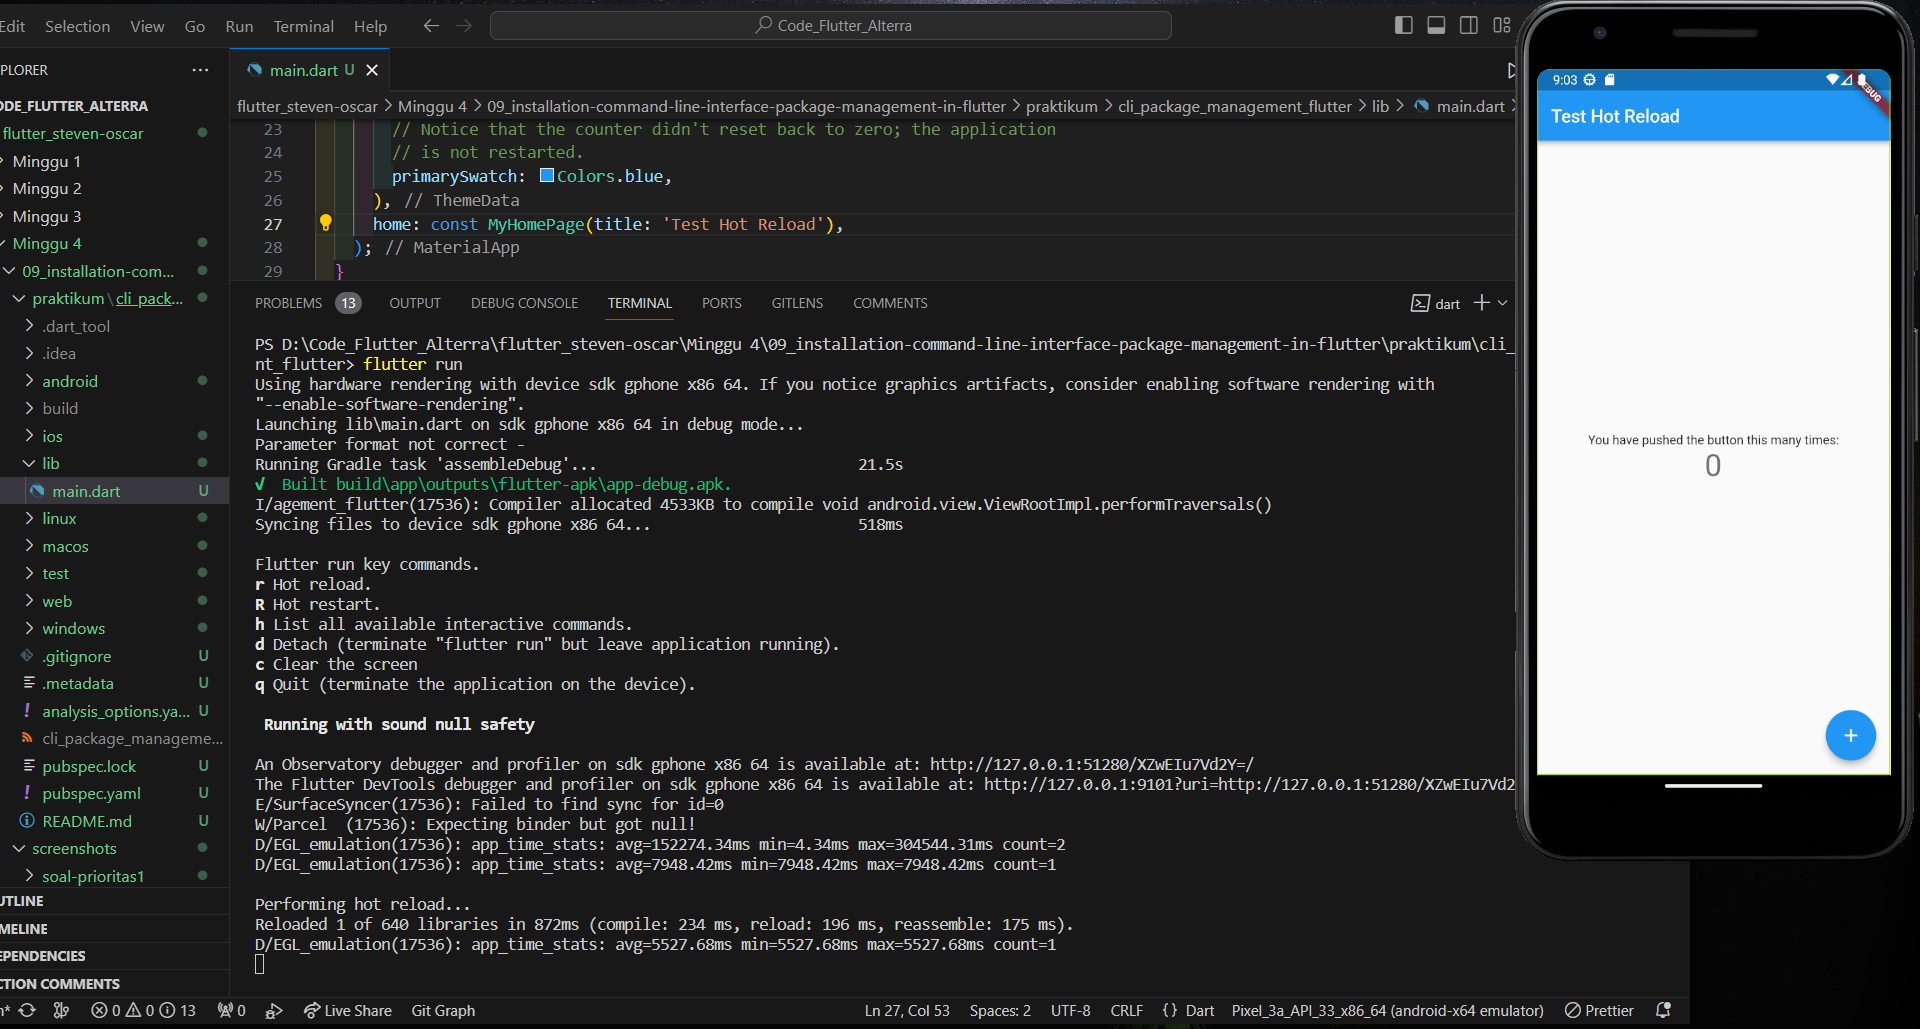 Edit Selection View Go Run Terminal Help
Code_Flutter_Alterra
PLORER
ODE_FLUTTER_ALTERRA
flutter_steven-oscar
Minggu 1
Minggu 2
Minggu 3
Minggu 4
09_installation-com...
praktikum\cli_pack...
.dart_tool
.idea
android
build
ios
lib
main.dart U
linux
macos
test
web
windows
.gitignore U
.metadata U
analysis_options.ya... U
cli_package_manageme...
pubspec.lock U
pubspec.yaml U
README.md U
screenshots
soal-prioritas1
UTLINE
MELINE
EPENDENCIES
CTION COMMENTS
main.dart U
flutter_steven-oscar > Minggu 4 > 09_installation-command-line-interface-package-management-in-flutter > praktikum > cli_package_management_flutter > lib > main.dart
23 // Notice that the counter didn't reset back to zero; the application
24 // is not restarted.
25 primarySwatch: Colors.blue,
26 ), // ThemeData
27 home: const MyHomePage(title: 'Test Hot Reload'),
28 ); // MaterialApp
29 }
PROBLEMS 13 OUTPUT DEBUG CONSOLE TERMINAL PORTS GITLENS COMMENTS
dart
PS D:\Code_Flutter_Alterra\flutter_steven-oscar\Minggu 4\09_installation-command-line-interface-package-management-in-flutter\praktikum\cli_
nt_flutter> flutter run
Using hardware rendering with device sdk gphone x86 64. If you notice graphics artifacts, consider enabling software rendering with
"--enable-software-rendering".
Launching lib\main.dart on sdk gphone x86 64 in debug mode...
Parameter format not correct -
Running Gradle task 'assembleDebug'... 21.5s
√ Built build\app\outputs\flutter-apk\app-debug.apk.
I/agement_flutter(17536): Compiler allocated 4533KB to compile void android.view.ViewRootImpl.performTraversals()
Syncing files to device sdk gphone x86 64... 518ms
Flutter run key commands.
r Hot reload.
R Hot restart.
h List all available interactive commands.
d Detach (terminate "flutter run" but leave application running).
c Clear the screen
q Quit (terminate the application on the device).
Running with sound null safety
An Observatory debugger and profiler on sdk gphone x86 64 is available at: http://127.0.0.1:51280/XZwEIu7Vd2Y=/
The Flutter DevTools debugger and profiler on sdk gphone x86 64 is available at: http://127.0.0.1:9101?uri=http://127.0.0.1:51280/XZwEIu7Vd2
E/SurfaceSyncer(17536): Failed to find sync for id=0
W/Parcel (17536): Expecting binder but got null!
D/EGL_emulation(17536): app_time_stats: avg=152274.34ms min=4.34ms max=304544.31ms count=2
D/EGL_emulation(17536): app_time_stats: avg=7948.42ms min=7948.42ms max=7948.42ms count=1
Performing hot reload...
Reloaded 1 of 640 libraries in 872ms (compile: 234 ms, reload: 196 ms, reassemble: 175 ms).
D/EGL_emulation(17536): app_time_stats: avg=5527.68ms min=5527.68ms max=5527.68ms count=1
n* 0 0 13 0 Live Share Git Graph
Ln 27, Col 53 Spaces: 2 UTF-8 CRLF {} Dart Pixel_3a_API_33_x86_64 (android-x64 emulator) Prettier
9:03
DEBUG
Test Hot Reload
You have pushed the button this many times:
0
+